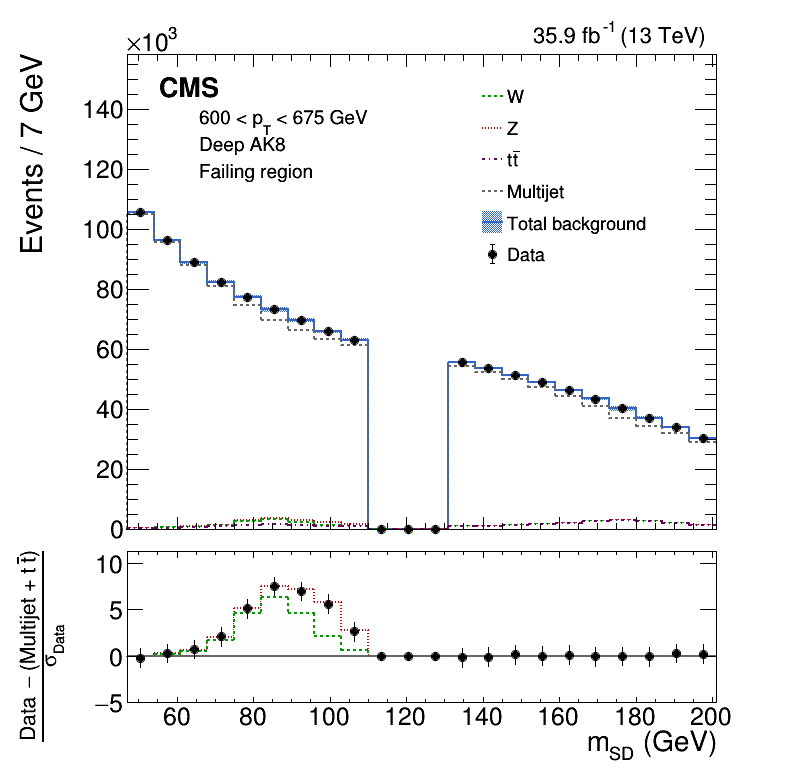 ×10³
35.9 fb⁻¹ (13 TeV)
Events / 7 GeV
CMS
600 < p_T < 675 GeV
Deep AK8
Failing region
W
Z
tt̄
Multijet
Total background
Data
140
120
100
80
60
40
20
0
10
5
0
−5
Data − (Multijet + tt̄)
σ_Data
60 80 100 120 140 160 180 200
m_SD (GeV)